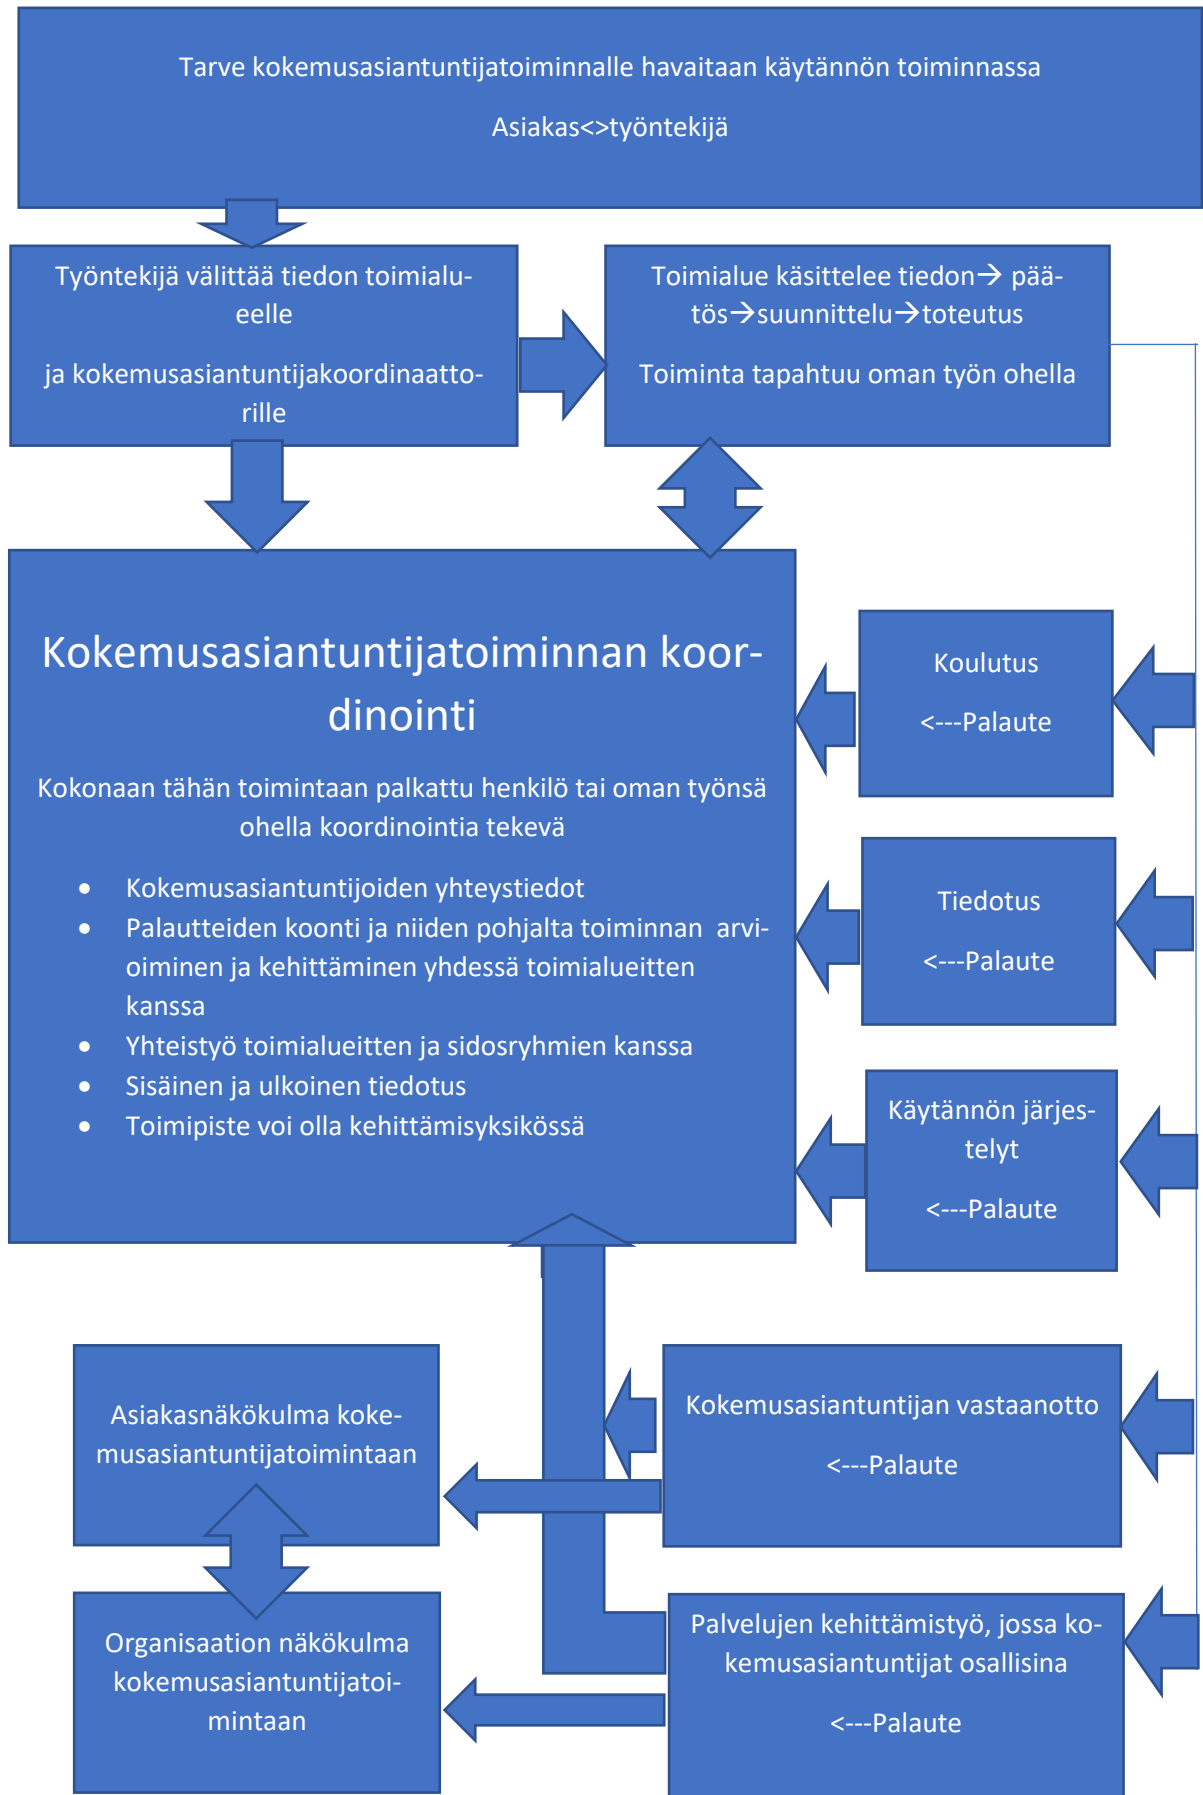 Tarve kokemusasiantuntijatoiminnalle havaitaan käytännön toiminnassa
Asiakas<>työntekijä
Työntekijä välittää tiedon toimialu-
eelle
ja kokemusasiantuntijakoordinaatto-
rille
Toimialue käsittelee tiedon→ pää-
tös→suunnittelu→toteutus
Toiminta tapahtuu oman työn ohella
Kokemusasiantuntijatoiminnan koor-
dinointi
Kokonaan tähän toimintaan palkattu henkilö tai oman työnsä
ohella koordinointia tekevä
• Kokemusasiantuntijoiden yhteystiedot
• Palautteiden koonti ja niiden pohjalta toiminnan arvi-
oiminen ja kehittäminen yhdessä toimialueitten
kanssa
• Yhteistyö toimialueitten ja sidosryhmien kanssa
• Sisäinen ja ulkoinen tiedotus
• Toimipiste voi olla kehittämisyksikössä
Koulutus
<---Palaute
Tiedotus
<---Palaute
Käytännön järjes-
telyt
<---Palaute
Asiakasnäkökulma koke-
musasiantuntijatoimintaan
Kokemusasiantuntijan vastaanotto
<---Palaute
Organisaation näkökulma
kokemusasiantuntijatoi-
mintaan
Palvelujen kehittämistyö, jossa ko-
kemusasiantuntijat osallisina
<---Palaute